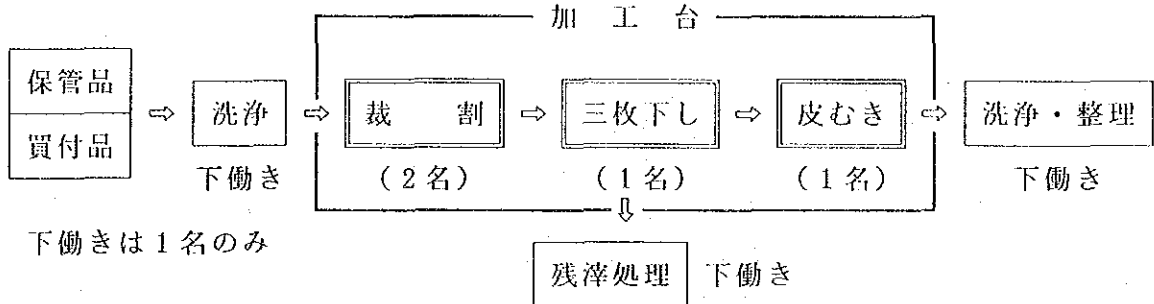 加工台
保管品
買付品
⇨ 洗浄 ⇨ 裁割 ⇨ 三枚下し ⇨ 皮むき ⇨ 洗浄・整理
下働き (2名) (1名) (1名) 下働き
⇩
下働きは1名のみ
残滓処理 下働き